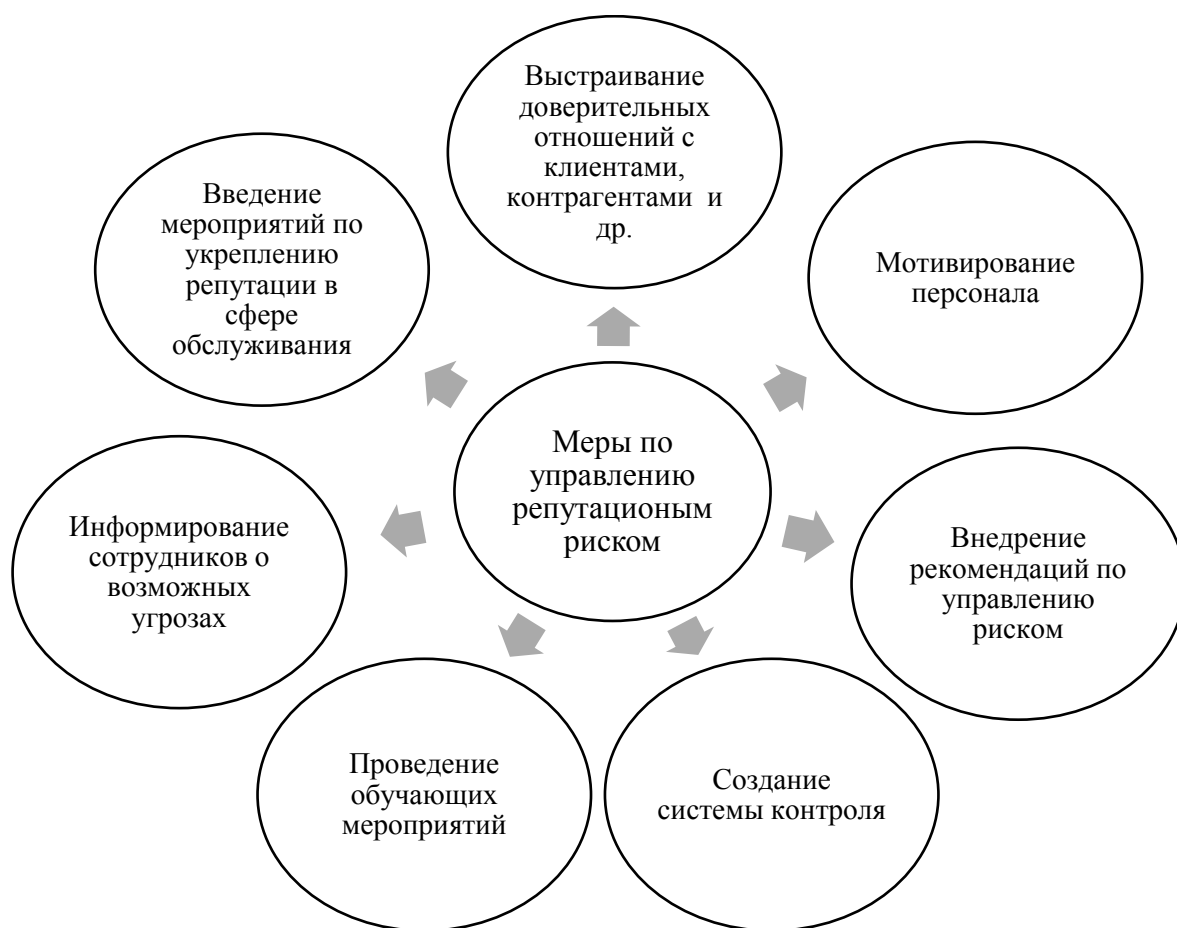 Выстраивание
доверительных
отношений с
клиентами,
контрагентами и
др.
Мотивирование
персонала
Внедрение
рекомендаций по
управлению
риском
Создание
системы контроля
Проведение
обучающих
мероприятий
Информирование
сотрудников о
возможных
угрозах
Введение
мероприятий по
укреплению
репутации в
сфере
обслуживания
Меры по
управлению
репутационым
риском